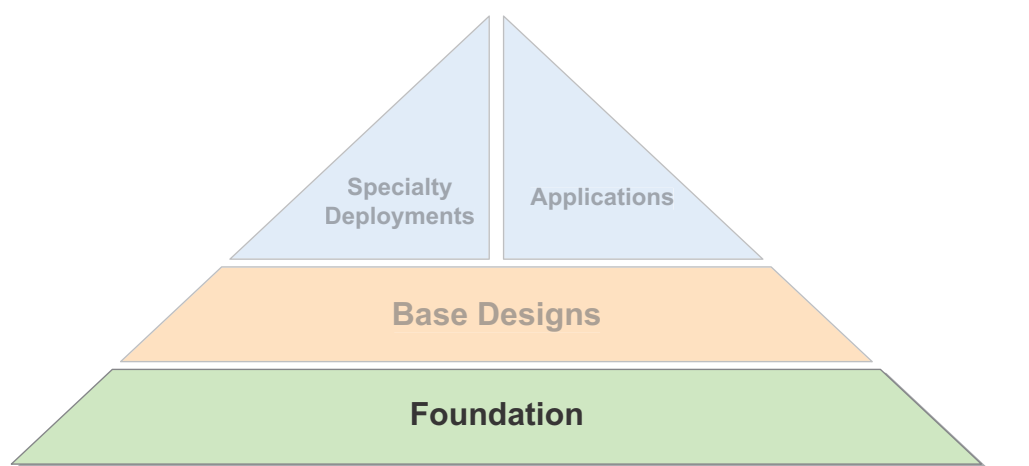 Specialty
Deployments
Applications
Base Designs
Foundation